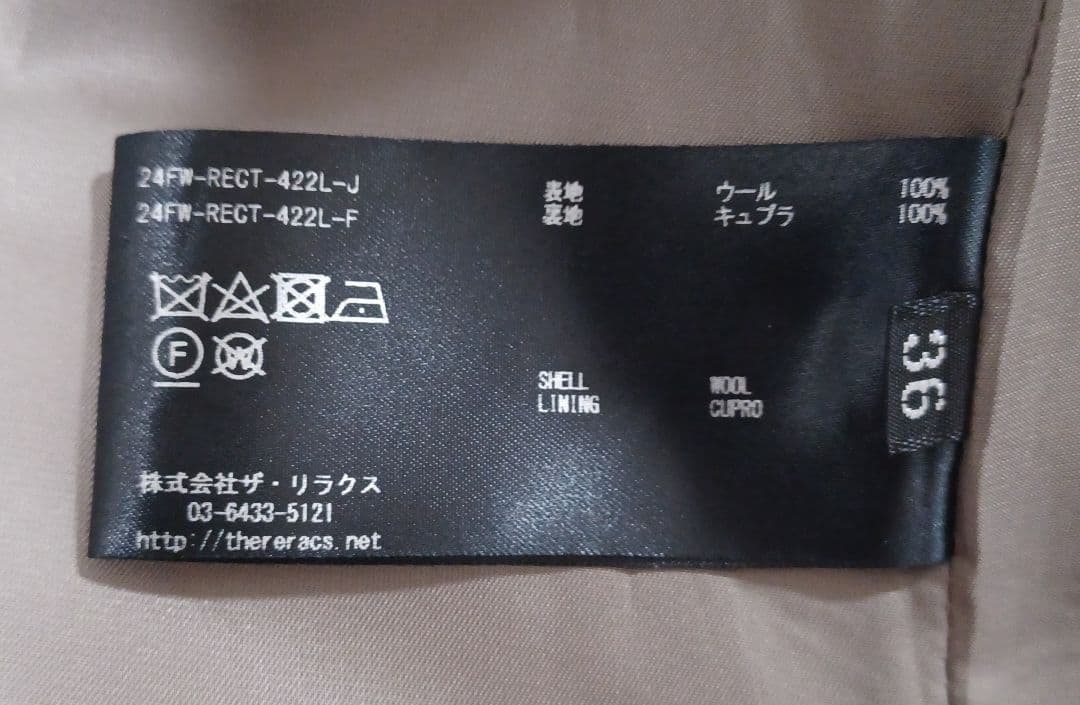 24FW-RECT-422L-J
24FW-RECT-422L-F
表地 ウール 100%
裏地 キュプラ 100%
F
W
SHELL WOOL
LINING CUPRO
36
株式会社ザ・リラクス
03-6433-5121
http://thereracs.net